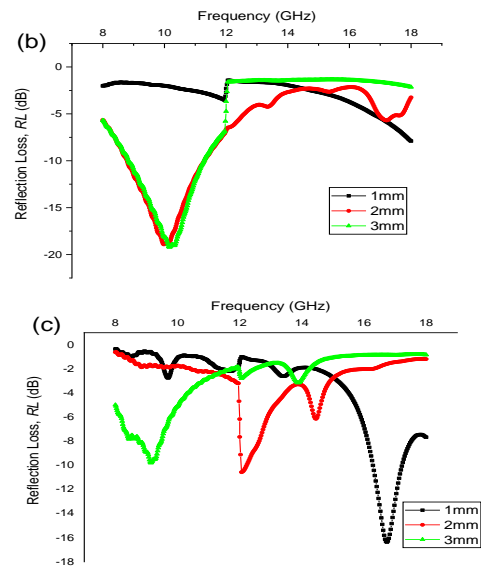 Frequency (GHz)
(b)
8 10 12 14 16 18
0
-5
-10
-15
-20
Reflection Loss, RL (dB)
1mm
2mm
3mm
Frequency (GHz)
(c)
8 10 12 14 16 18
0
-2
-4
-6
-8
-10
-12
-14
-16
-18
Reflection Loss, RL (dB)
1mm
2mm
3mm